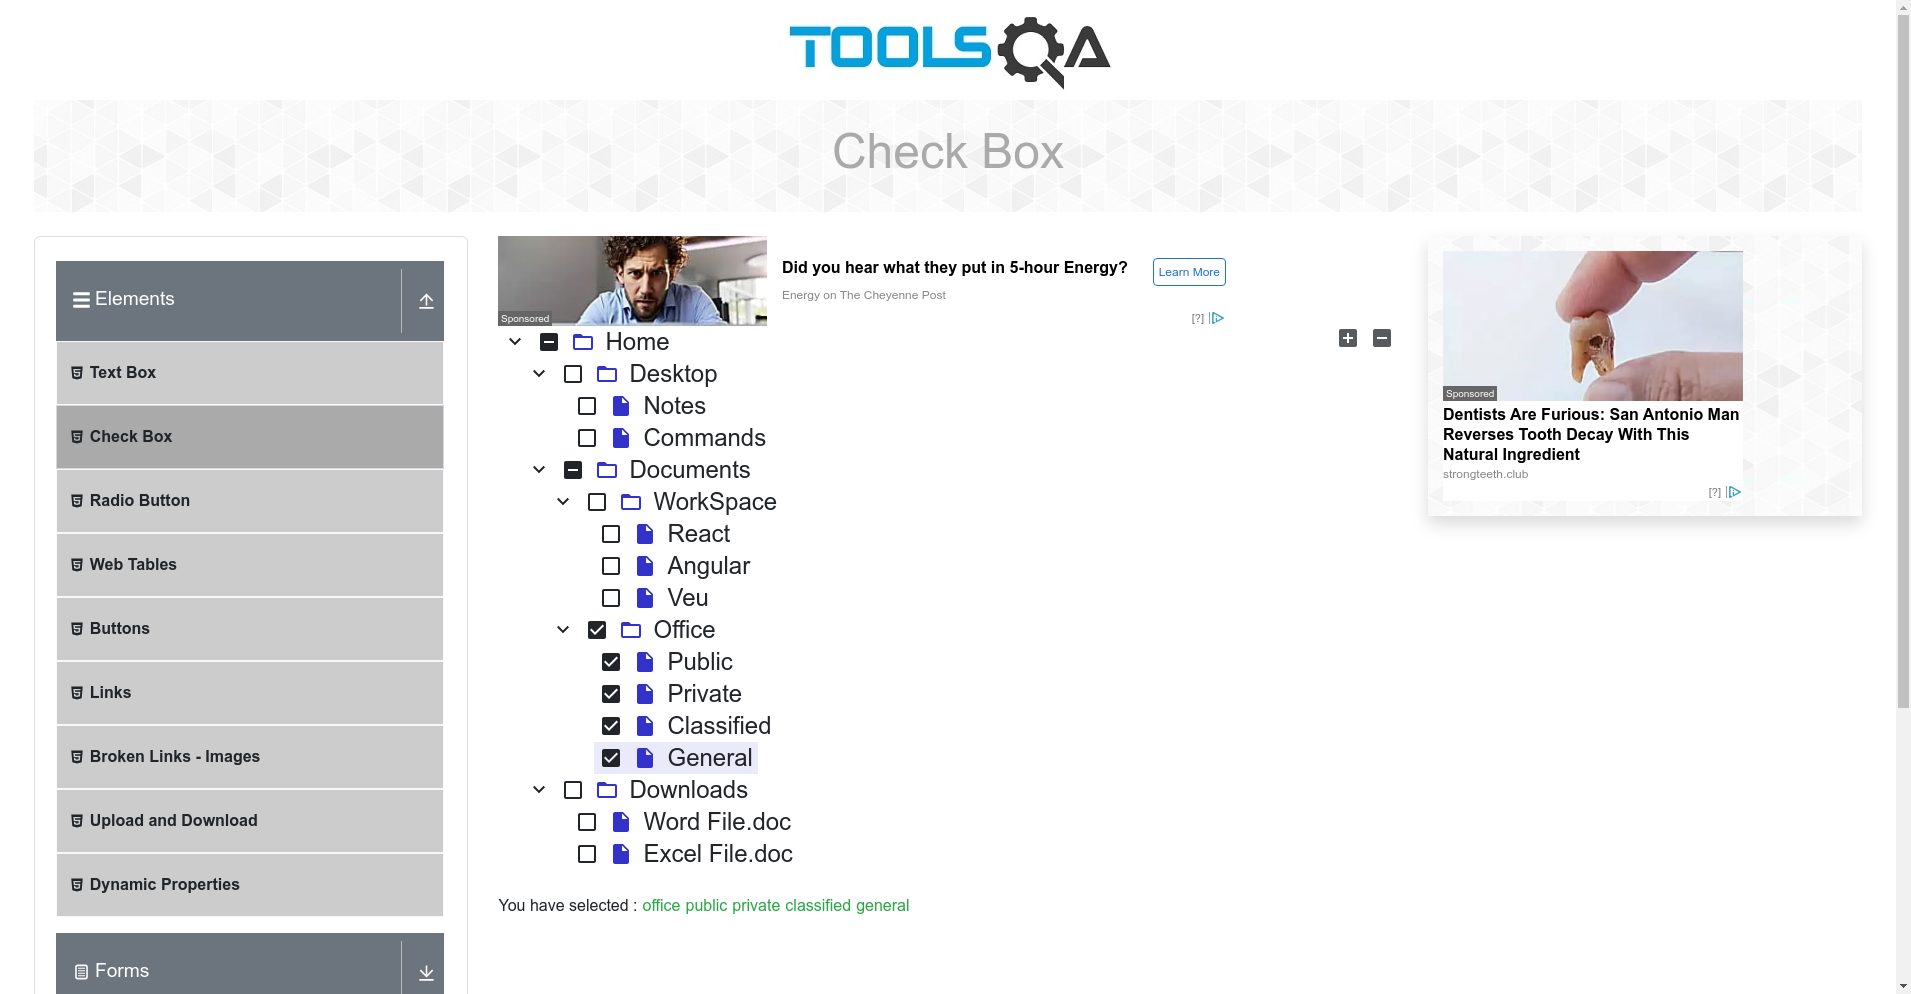 TOOLSQA
Check Box
Elements
Text Box
Check Box
Radio Button
Web Tables
Buttons
Links
Broken Links - Images
Upload and Download
Dynamic Properties
Forms
Sponsored
Did you hear what they put in 5-hour Energy?
Energy on The Cheyenne Post
Learn More
[?]
Home
Desktop
Notes
Commands
Documents
WorkSpace
React
Angular
Veu
Office
Public
Private
Classified
General
Downloads
Word File.doc
Excel File.doc
You have selected : office public private classified general
Sponsored
Dentists Are Furious: San Antonio Man
Reverses Tooth Decay With This
Natural Ingredient
strongteeth.club
[?]